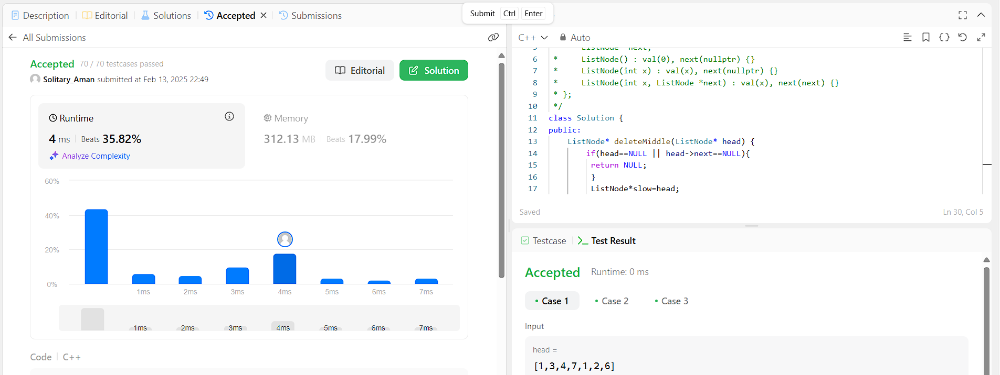 Description
Editorial
Solutions
Accepted
Submissions
Submit Ctrl Enter
All Submissions
Accepted 70 / 70 testcases passed
Solitary_Aman submitted at Feb 13, 2025 22:49
Editorial
Solution
Runtime
4 ms Beats 35.82%
Analyze Complexity
Memory
312.13 MB Beats 17.99%
60%
40%
20%
0%
1ms 2ms 3ms 4ms 5ms 6ms 7ms
1ms 2ms 3ms 4ms 5ms 6ms 7ms
Code C++
C++ Auto
5 ListNode *next;
6 * ListNode() : val(0), next(nullptr) {}
7 * ListNode(int x) : val(x), next(nullptr) {}
8 * ListNode(int x, ListNode *next) : val(x), next(next) {}
9 * };
10 */
11 class Solution {
12 public:
13 ListNode* deleteMiddle(ListNode* head) {
14 if(head==NULL || head->next==NULL){
15 return NULL;
16 }
17 ListNode*slow=head;
Saved
Ln 30, Col 5
Testcase
Test Result
Accepted Runtime: 0 ms
Case 1 Case 2 Case 3
Input
head =
[1,3,4,7,1,2,6]